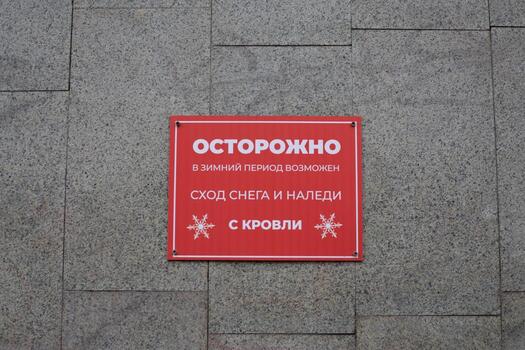 ОСТОРОЖНО
В ЗИМНИЙ ПЕРИОД ВОЗМОЖЕН
СХОД СНЕГА И НАЛЕДИ
С КРОВЛИ